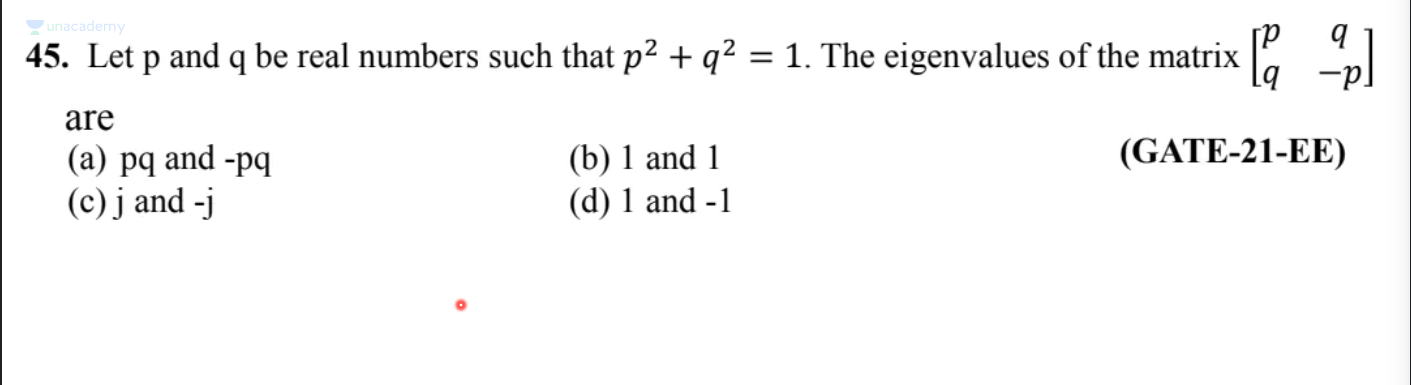 unacademy
45. Let p and q be real numbers such that p² + q² = 1. The eigenvalues of the matrix [p q; q −p]
are
(a) pq and -pq (b) 1 and 1 (GATE-21-EE)
(c) j and -j (d) 1 and -1